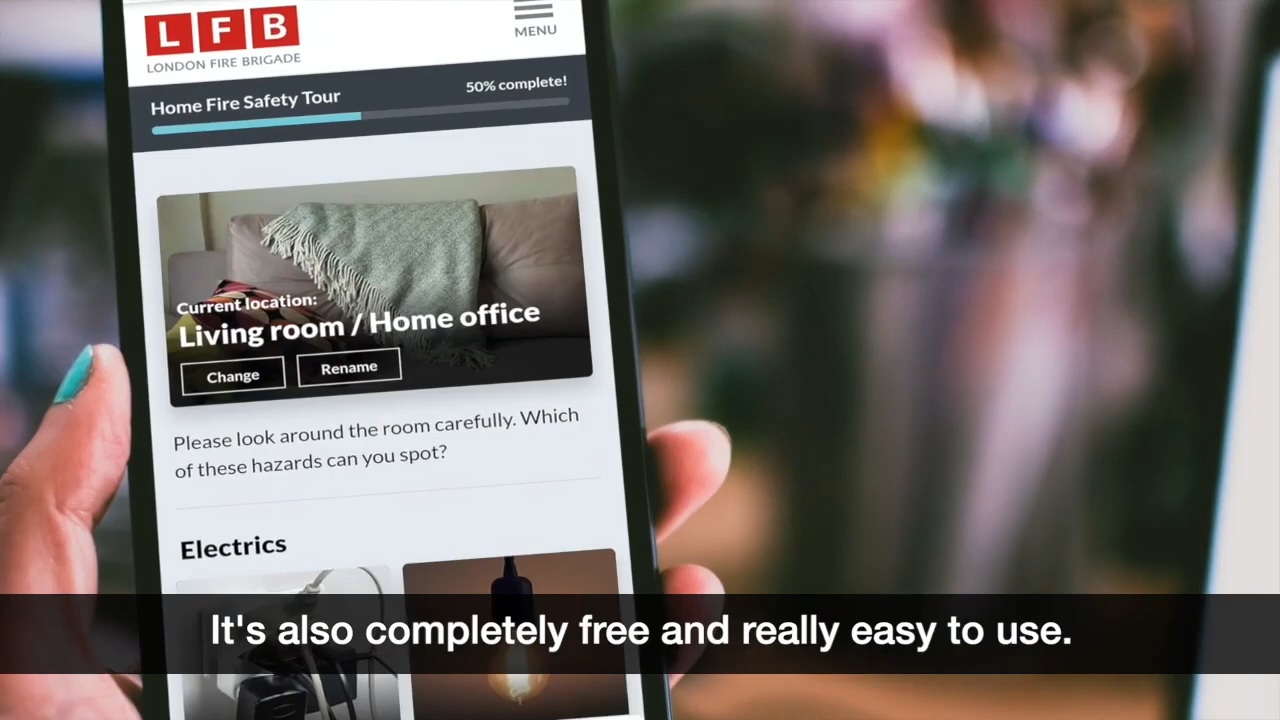 LFB
LONDON FIRE BRIGADE
MENU
Home Fire Safety Tour
50% complete!
Current location:
Living room / Home office
Change
Rename
Please look around the room carefully. Which
of these hazards can you spot?
Electrics
It's also completely free and really easy to use.